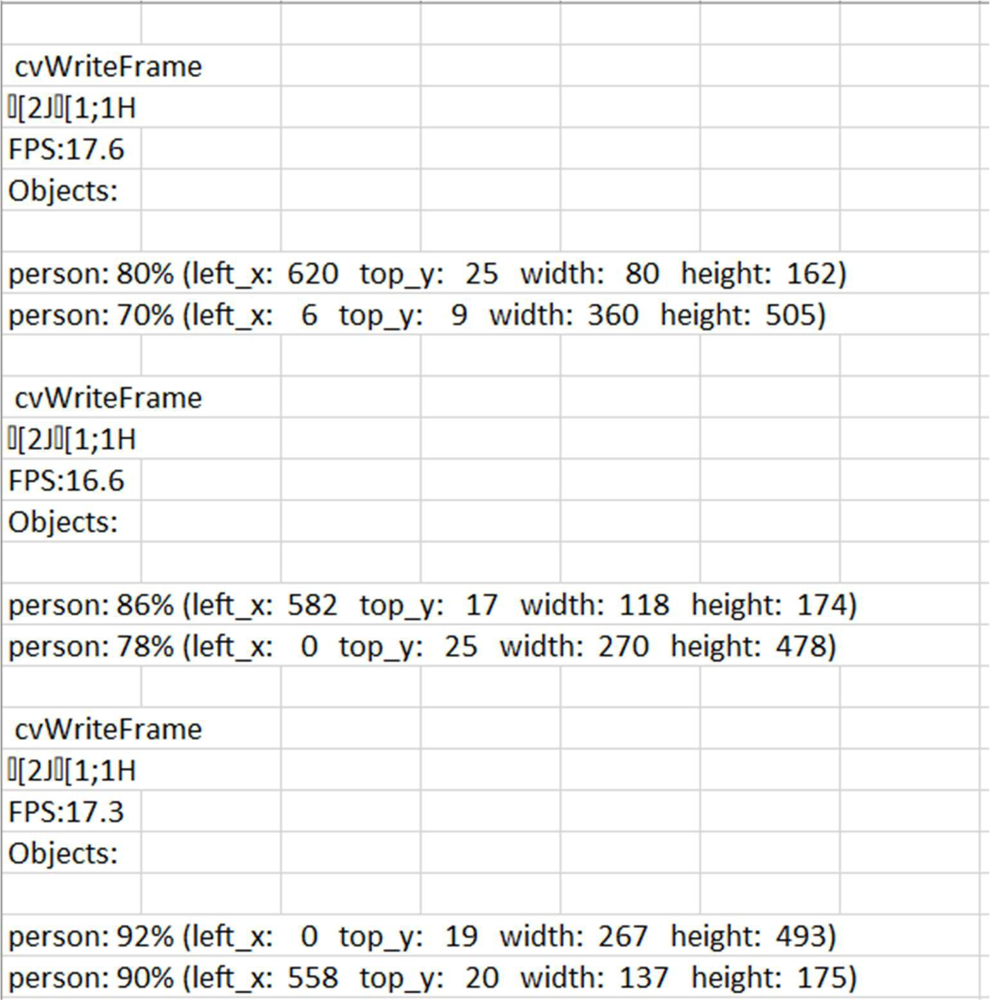 cvWriteFrame
▯[2J▯[1;1H
FPS:17.6
Objects:
person: 80% (left_x: 620 top_y: 25 width: 80 height: 162)
person: 70% (left_x: 6 top_y: 9 width: 360 height: 505)
cvWriteFrame
▯[2J▯[1;1H
FPS:16.6
Objects:
person: 86% (left_x: 582 top_y: 17 width: 118 height: 174)
person: 78% (left_x: 0 top_y: 25 width: 270 height: 478)
cvWriteFrame
▯[2J▯[1;1H
FPS:17.3
Objects:
person: 92% (left_x: 0 top_y: 19 width: 267 height: 493)
person: 90% (left_x: 558 top_y: 20 width: 137 height: 175)